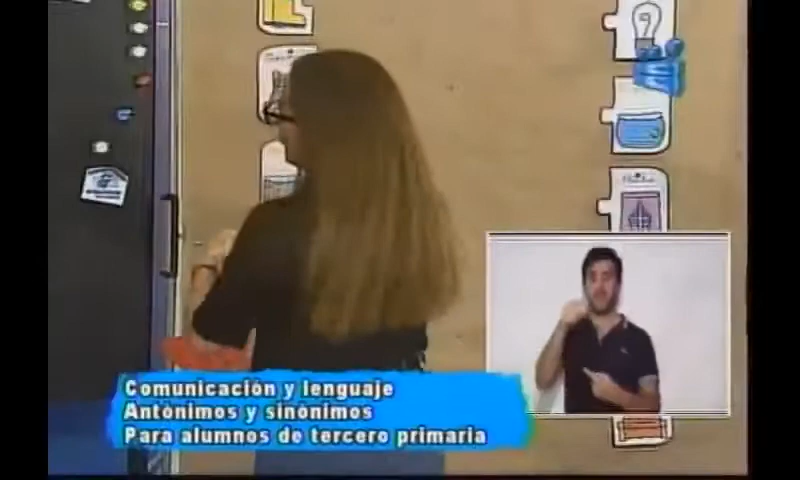 Comunicación y lenguaje
Antónimos y sinónimos
Para alumnos de tercero primaria